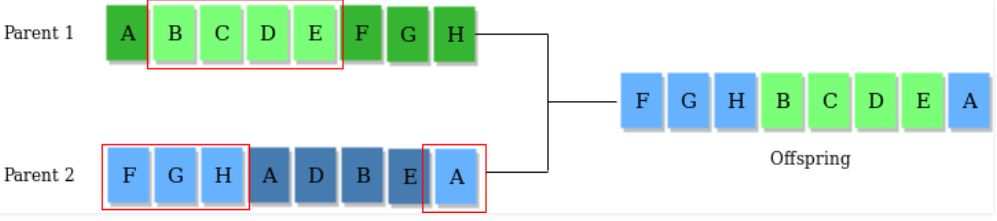 Parent 1 A B C D E F G H
F G H B C D E A
Offspring
Parent 2 F G H A D B E A